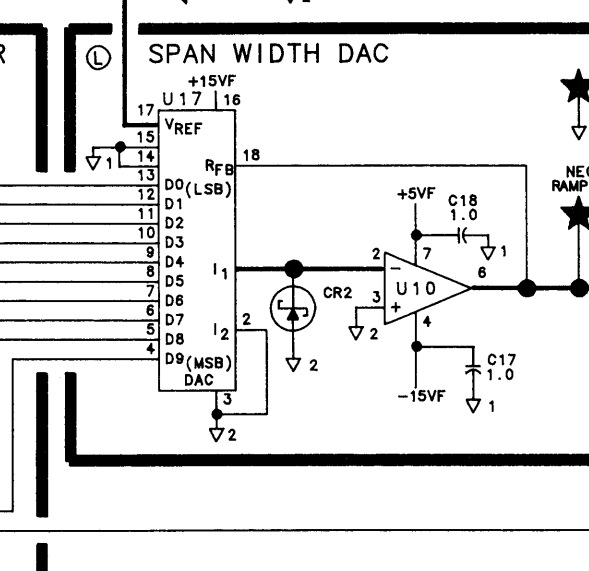 R
L SPAN WIDTH DAC
+15VF
U17 16
17
VREF
15
14
1
RFB 18
13 D0(LSB)
12 D1
11 D2
10 D3
9 D4
8 D5
7 D6
6 D7
5 D8
4 D9(MSB)
DAC
I1
I2 2
3
2
CR2
2
+5VF
C18
1.0
1
7
2 −
U10 6
3 +
2
4
C17
1.0
1
-15VF
NEG
RAMP